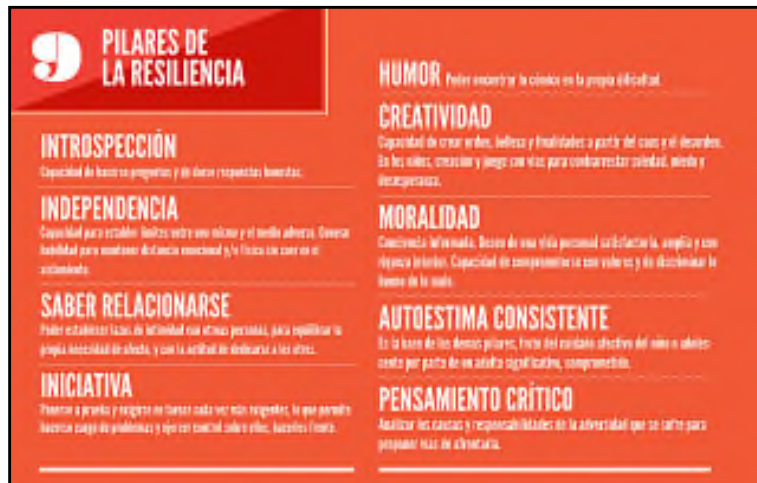 9
PILARES DE
LA RESILIENCIA
INTROSPECCIÓN
Capacidad de hacerse preguntas y de darse respuestas honestas.
INDEPENDENCIA
Capacidad para establecer límites entre uno mismo y el medio adverso.
habilidad para mantener distancia emocional y/o física sin caer en el
aislamiento.
SABER RELACIONARSE
Poder establecer lazos de intimidad con otras personas, para equilibrar la
propia necesidad de afecto, y con la actitud de dedicarse a los otros.
INICIATIVA
Ponerse a prueba y exigirse en tareas cada vez más exigentes, lo que permite
hacerse cargo de problemas y ejercer control sobre ellos, hacerles frente.
HUMOR Poder encontrar lo cómico en la propia dificultad.
CREATIVIDAD
Capacidad de crear orden, belleza y finalidades a partir del caos y el desorden.
En los niños, creación y juego son vías para contrarrestar soledad, miedo y
desesperanza.
MORALIDAD
Conciencia informada. Deseo de una vida personal satisfactoria, amplia y con
riqueza interior. Capacidad de comprometerse con valores y de discriminar lo
bueno de lo malo.
AUTOESTIMA CONSISTENTE
Es la base de los demas pilares, fruto del cuidado afectivo del niño o adoles-
cente por parte de un adulto significativo, comprometido.
PENSAMIENTO CRÍTICO
Analizar las causas y responsabilidades de la adversidad que se sufre para
proponer vías de afrontarla.